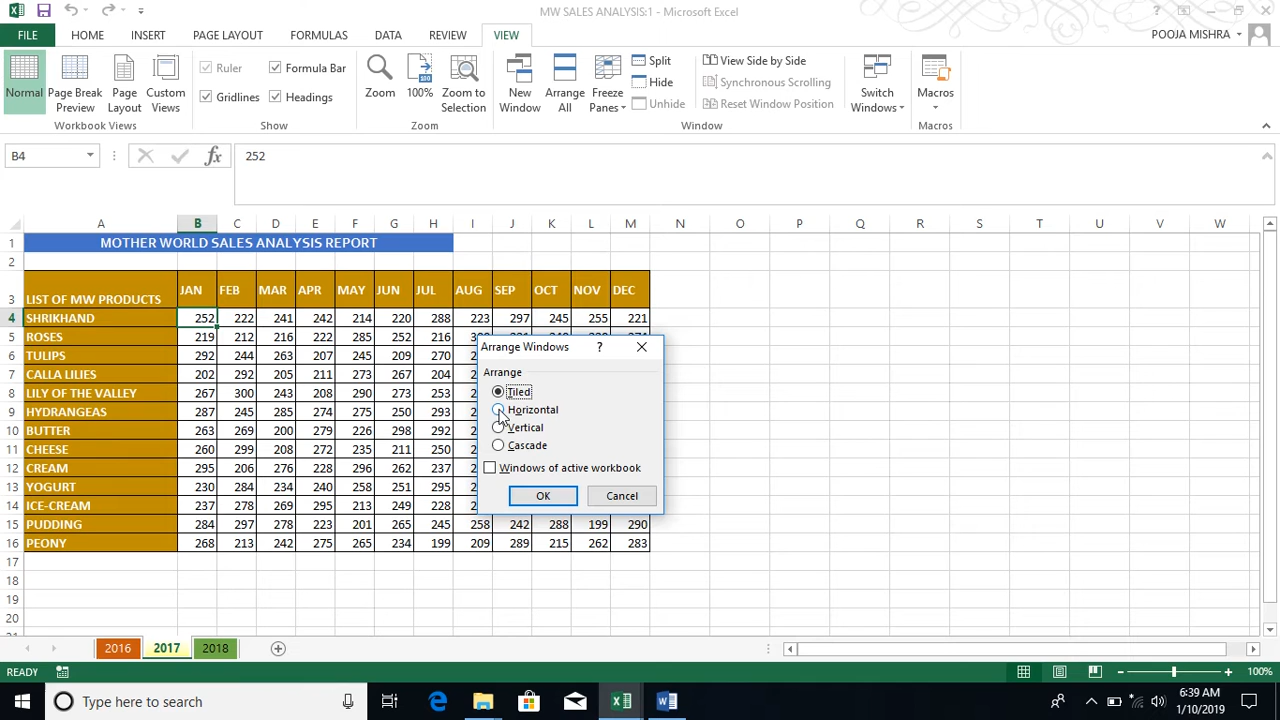 MW SALES ANALYSIS:1 - Microsoft Excel
FILE HOME INSERT PAGE LAYOUT FORMULAS DATA REVIEW VIEW POOJA MISHRA
Normal
Page Break Preview
Page Layout
Custom Views
Workbook Views
Ruler
Formula Bar
Gridlines
Headings
Show
Zoom
100%
Zoom to Selection
Zoom
New Window
Arrange All
Freeze Panes
Split
Hide
Unhide
View Side by Side
Synchronous Scrolling
Reset Window Position
Switch Windows
Window
Macros
Macros
B4 fx 252
A B C D E F G H I J K L M N O P Q R S T U V W
1 MOTHER WORLD SALES ANALYSIS REPORT
2
3 LIST OF MW PRODUCTS JAN FEB MAR APR MAY JUN JUL AUG SEP OCT NOV DEC
4 SHRIKHAND 252 222 241 242 214 220 288 223 297 245 255 221
5 ROSES 219 212 216 222 285 252 216
6 TULIPS 292 244 263 207 245 209 270
7 CALLA LILIES 202 292 205 211 273 267 204
8 LILY OF THE VALLEY 267 300 243 208 290 273 253
9 HYDRANGEAS 287 245 285 274 275 250 293
10 BUTTER 263 269 200 279 226 298 292
11 CHEESE 260 299 208 272 235 211 250
12 CREAM 295 206 276 228 296 262 237
13 YOGURT 230 284 234 240 258 251 295
14 ICE-CREAM 237 278 269 295 213 249 228
15 PUDDING 284 297 278 223 201 265 245 258 242 288 199 290
16 PEONY 268 213 242 275 265 234 199 209 289 215 262 283
17
18
19
20
Arrange Windows ?
Arrange
Tiled
Horizontal
Vertical
Cascade
Windows of active workbook
OK Cancel
2016 2017 2018
READY 100%
Type here to search
6:39 AM
1/10/2019